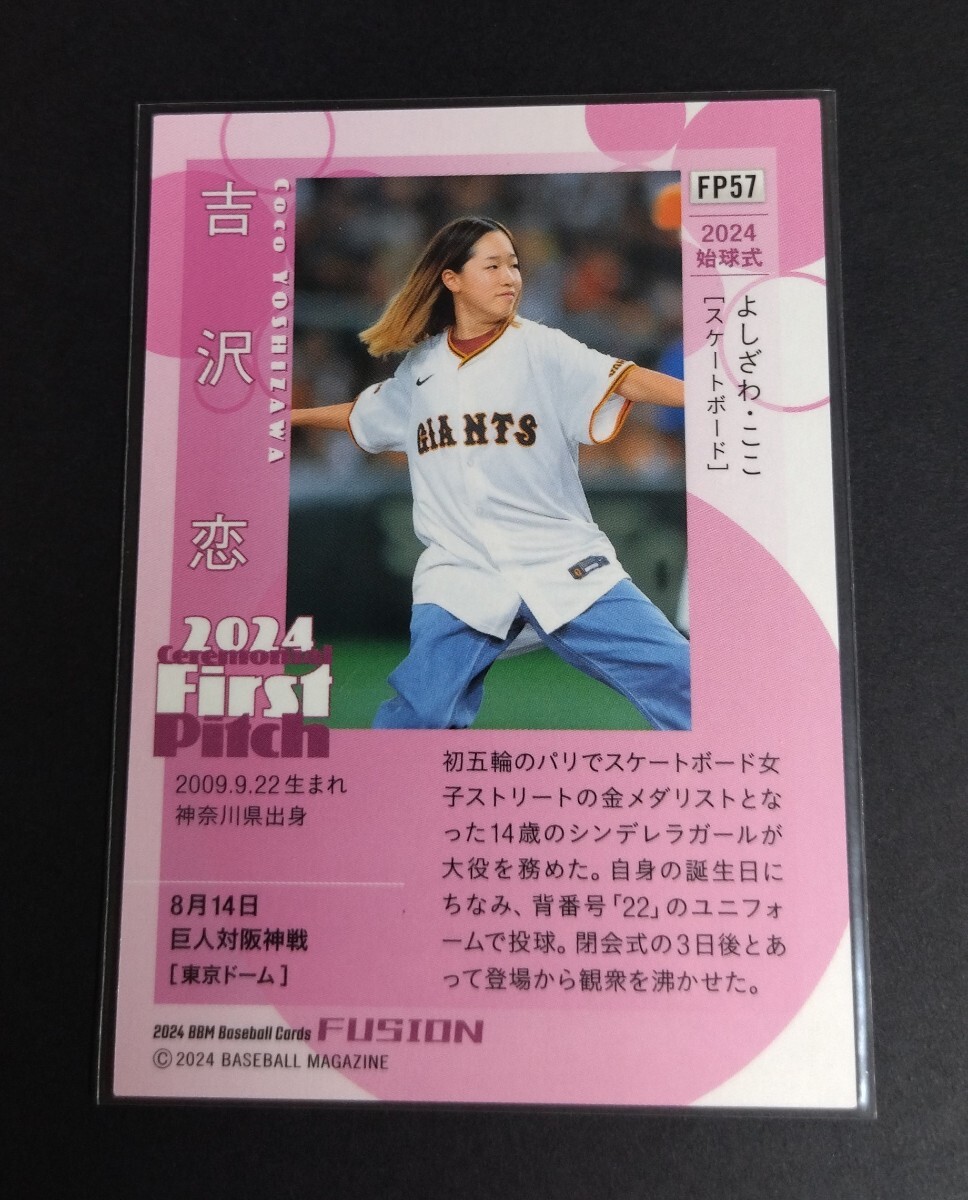 FP57
2024
始球式
よしざわ・ここ
［スケートボード］
吉沢 恋
Coco YOSHIZAWA
GIANTS
2024
Ceremonial
First
Pitch
2009.9.22生まれ
神奈川県出身
8月14日
巨人対阪神戦
［東京ドーム］
初五輪のパリでスケートボード女
子ストリートの金メダリストとな
った14歳のシンデレラガールが
大役を務めた。自身の誕生日に
ちなみ、背番号「22」のユニフォ
ームで投球。閉会式の3日後とあ
って登場から観衆を沸かせた。
2024 BBM Baseball Cards FUSION
© 2024 BASEBALL MAGAZINE